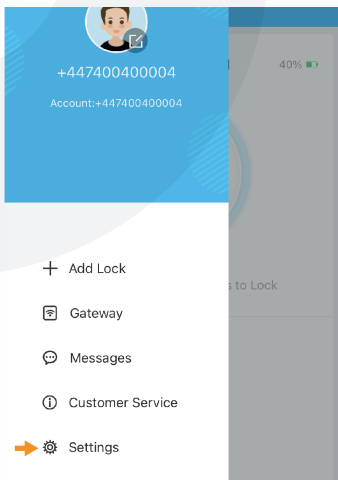 +447400400004
Account:+447400400004
40%
s to Lock
Add Lock
Gateway
Messages
Customer Service
Settings